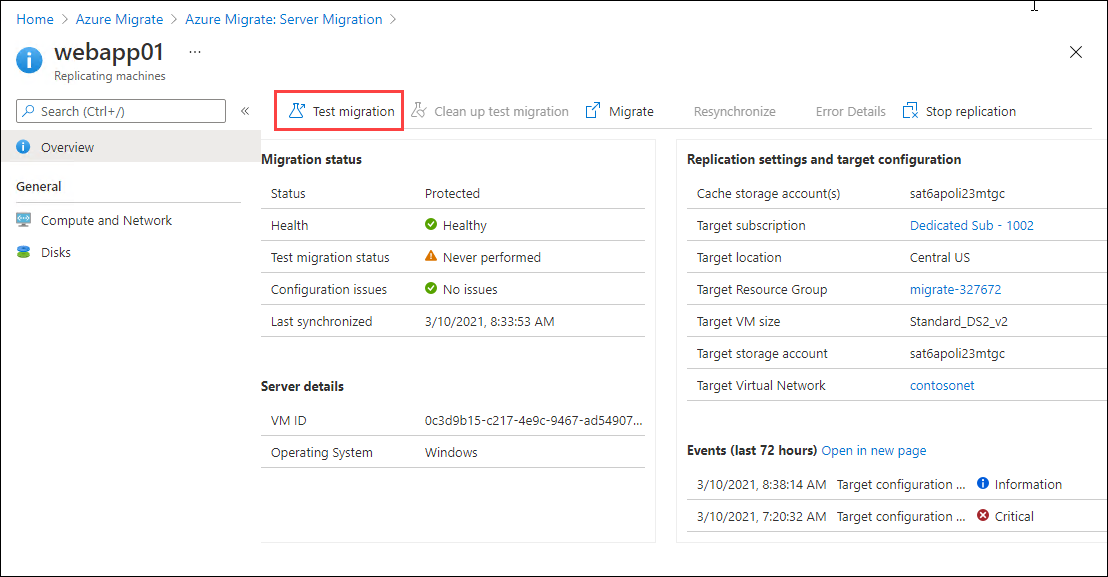 Home > Azure Migrate > Azure Migrate: Server Migration >
webapp01 ...
Replicating machines
Search (Ctrl+/)
«
Overview
General
Compute and Network
Disks
Test migration Clean up test migration Migrate Resynchronize Error Details Stop replication
Migration status
Status Protected
Health Healthy
Test migration status Never performed
Configuration issues No issues
Last synchronized 3/10/2021, 8:33:53 AM
Server details
VM ID 0c3d9b15-c217-4e9c-9467-ad54907...
Operating System Windows
Replication settings and target configuration
Cache storage account(s) sat6apoli23mtgc
Target subscription Dedicated Sub - 1002
Target location Central US
Target Resource Group migrate-327672
Target VM size Standard_DS2_v2
Target storage account sat6apoli23mtgc
Target Virtual Network contosonet
Events (last 72 hours) Open in new page
3/10/2021, 8:38:14 AM Target configuration ... Information
3/10/2021, 7:20:32 AM Target configuration ... Critical